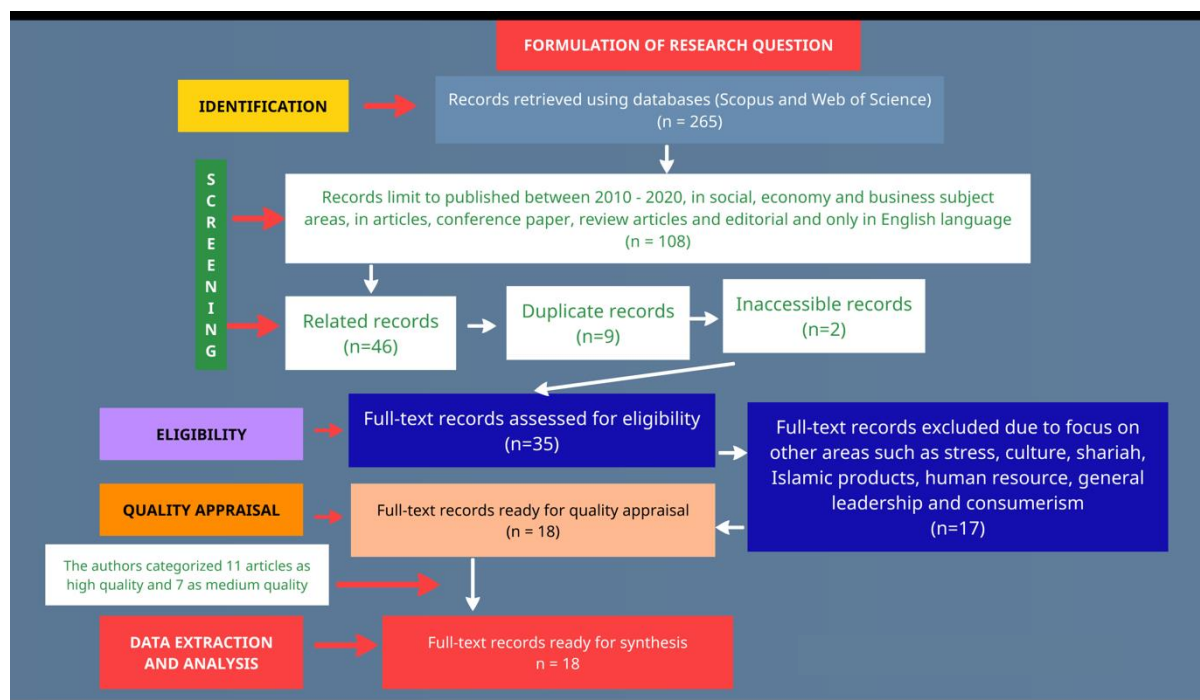 FORMULATION OF RESEARCH QUESTION
IDENTIFICATION
Records retrieved using databases (Scopus and Web of Science)
(n = 265)
SCREENING
Records limit to published between 2010 - 2020, in social, economy and business subject
areas, in articles, conference paper, review articles and editorial and only in English language
(n = 108)
Related records
(n=46)
Duplicate records
(n=9)
Inaccessible records
(n=2)
ELIGIBILITY
Full-text records assessed for eligibility
(n=35)
Full-text records excluded due to focus on
other areas such as stress, culture, shariah,
Islamic products, human resource, general
leadership and consumerism
(n=17)
QUALITY APPRAISAL
Full-text records ready for quality appraisal
(n = 18)
The authors categorized 11 articles as
high quality and 7 as medium quality
DATA EXTRACTION
AND ANALYSIS
Full-text records ready for synthesis
n = 18